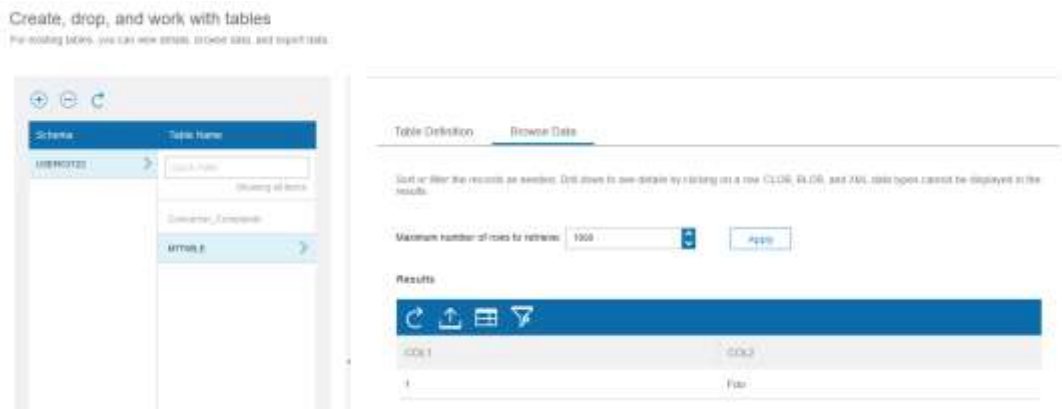 Create, drop, and work with tables
For existing tables, you can view details, browse data, and export data.
Schema
Table Name
Showing all items
MYTABLE
Table Definition
Browse Data
Sort or filter the records as needed. Drill down to see details by clicking on a row. CLOB, BLOB, and XML data types cannot be displayed in the
results.
Maximum number of rows to retrieve:
1000
Apply
Results
COL1
COL2
1
Foo